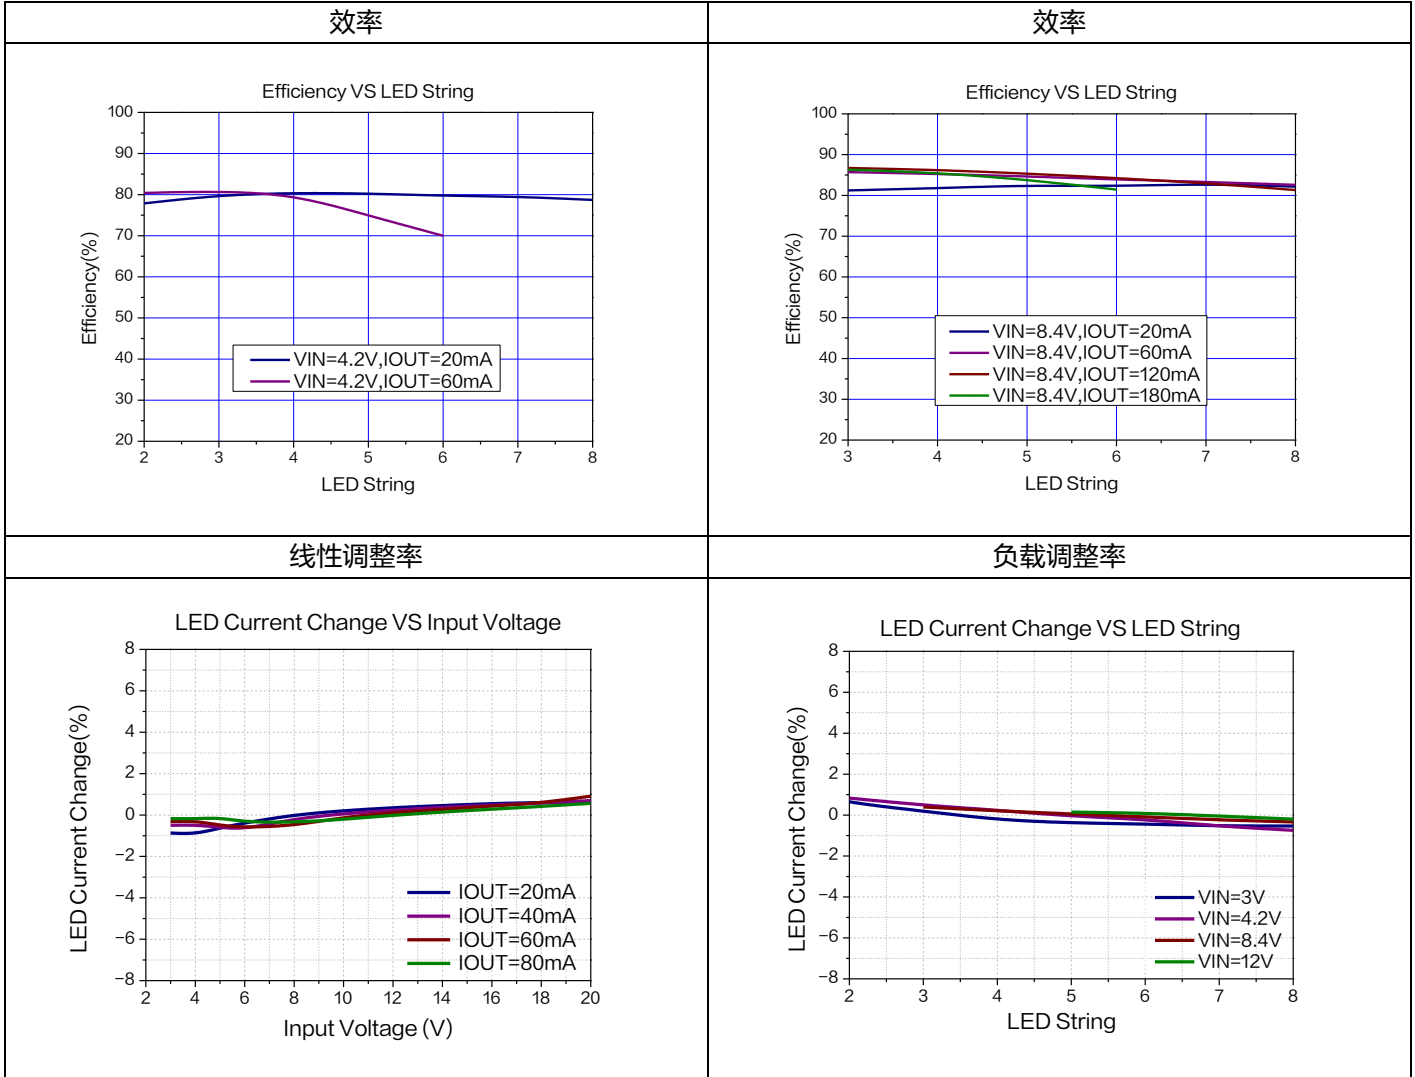 效率
效率
Efficiency VS LED String
100
90
80
70
60
50
40
30
20
Efficiency(%)
VIN=4.2V,IOUT=20mA
VIN=4.2V,IOUT=60mA
2 3 4 5 6 7 8
LED String
Efficiency VS LED String
100
90
80
70
60
50
40
30
20
Efficiency(%)
VIN=8.4V,IOUT=20mA
VIN=8.4V,IOUT=60mA
VIN=8.4V,IOUT=120mA
VIN=8.4V,IOUT=180mA
3 4 5 6 7 8
LED String
线性调整率
负载调整率
LED Current Change VS Input Voltage
8
6
4
2
0
−2
−4
−6
−8
LED Current Change(%)
IOUT=20mA
IOUT=40mA
IOUT=60mA
IOUT=80mA
2 4 6 8 10 12 14 16 18 20
Input Voltage (V)
LED Current Change VS LED String
8
6
4
2
0
−2
−4
−6
−8
LED Current Change(%)
VIN=3V
VIN=4.2V
VIN=8.4V
VIN=12V
2 3 4 5 6 7 8
LED String